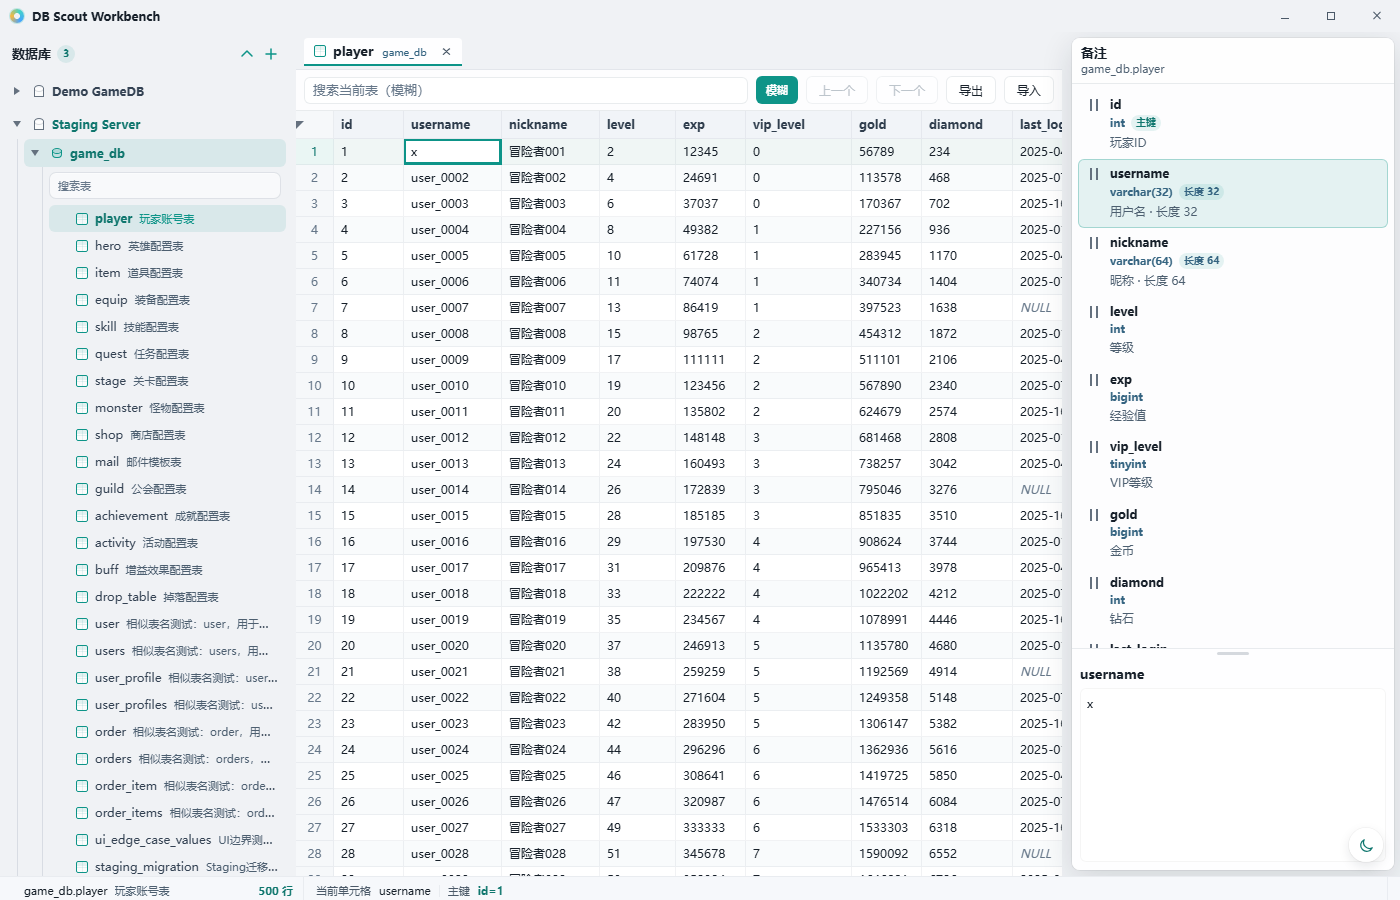 DB Scout Workbench
数据库 3
Demo GameDB
Staging Server
game_db
搜索表
player 玩家账号表
hero 英雄配置表
item 道具配置表
equip 装备配置表
skill 技能配置表
quest 任务配置表
stage 关卡配置表
monster 怪物配置表
shop 商店配置表
mail 邮件模板表
guild 公会配置表
achievement 成就配置表
activity 活动配置表
buff 增益效果配置表
drop_table 掉落配置表
user 相似表名测试：user，用于...
users 相似表名测试：users，用...
user_profile 相似表名测试：user...
user_profiles 相似表名测试：us...
order 相似表名测试：order，用...
orders 相似表名测试：orders，...
order_item 相似表名测试：orde...
order_items 相似表名测试：ord...
ui_edge_case_values UI边界测...
staging_migration Staging迁移...
player game_db
搜索当前表（模糊）
模糊 上一个 下一个 导出 导入
id username nickname level exp vip_level gold diamond last_log
1 1 x 冒险者001 2 12345 0 56789 234 2025-04
2 2 user_0002 冒险者002 4 24691 0 113578 468 2025-07
3 3 user_0003 冒险者003 6 37037 0 170367 702 2025-10
4 4 user_0004 冒险者004 8 49382 1 227156 936 2025-01
5 5 user_0005 冒险者005 10 61728 1 283945 1170 2025-04
6 6 user_0006 冒险者006 11 74074 1 340734 1404 2025-07
7 7 user_0007 冒险者007 13 86419 1 397523 1638 NULL
8 8 user_0008 冒险者008 15 98765 2 454312 1872 2025-01
9 9 user_0009 冒险者009 17 111111 2 511101 2106 2025-04
10 10 user_0010 冒险者010 19 123456 2 567890 2340 2025-07
11 11 user_0011 冒险者011 20 135802 2 624679 2574 2025-10
12 12 user_0012 冒险者012 22 148148 3 681468 2808 2025-01
13 13 user_0013 冒险者013 24 160493 3 738257 3042 2025-04
14 14 user_0014 冒险者014 26 172839 3 795046 3276 NULL
15 15 user_0015 冒险者015 28 185185 3 851835 3510 2025-10
16 16 user_0016 冒险者016 29 197530 4 908624 3744 2025-01
17 17 user_0017 冒险者017 31 209876 4 965413 3978 2025-04
18 18 user_0018 冒险者018 33 222222 4 1022202 4212 2025-07
19 19 user_0019 冒险者019 35 234567 4 1078991 4446 2025-10
20 20 user_0020 冒险者020 37 246913 5 1135780 4680 2025-01
21 21 user_0021 冒险者021 38 259259 5 1192569 4914 NULL
22 22 user_0022 冒险者022 40 271604 5 1249358 5148 2025-07
23 23 user_0023 冒险者023 42 283950 5 1306147 5382 2025-10
24 24 user_0024 冒险者024 44 296296 6 1362936 5616 2025-01
25 25 user_0025 冒险者025 46 308641 6 1419725 5850 2025-04
26 26 user_0026 冒险者026 47 320987 6 1476514 6084 2025-07
27 27 user_0027 冒险者027 49 333333 6 1533303 6318 2025-10
28 28 user_0028 冒险者028 51 345678 7 1590092 6552 NULL
备注
game_db.player
id
int 主键
玩家ID
username
varchar(32) 长度 32
用户名 · 长度 32
nickname
varchar(64) 长度 64
昵称 · 长度 64
level
int
等级
exp
bigint
经验值
vip_level
tinyint
VIP等级
gold
bigint
金币
diamond
int
钻石
username
x
game_db.player 玩家账号表 500 行 当前单元格 username 主键 id=1